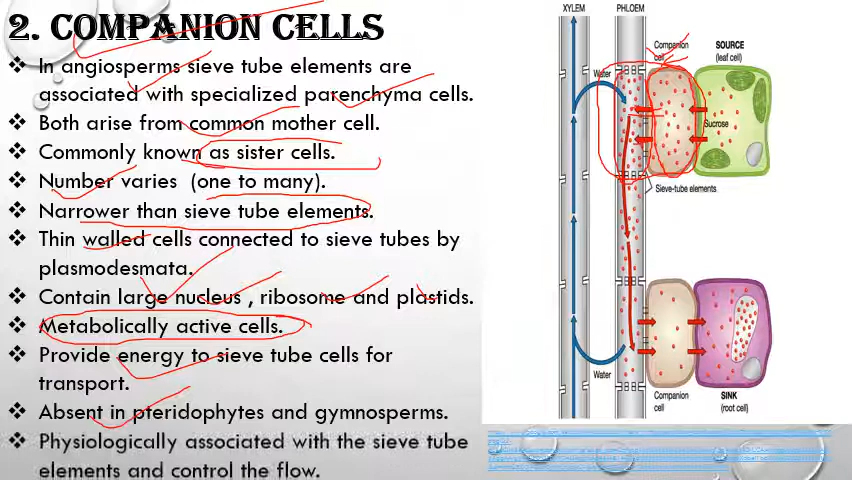 2. COMPANION CELLS
❖ In angiosperms sieve tube elements are
associated with specialized parenchyma cells.
❖ Both arise from common mother cell.
❖ Commonly known as sister cells.
❖ Number varies (one to many).
❖ Narrower than sieve tube elements.
❖ Thin walled cells connected to sieve tubes by
plasmodesmata.
❖ Contain large nucleus , ribosome and plastids.
❖ Metabolically active cells.
❖ Provide energy to sieve tube cells for
transport.
❖ Absent in pteridophytes and gymnosperms.
❖ Physiologically associated with the sieve tube
elements and control the flow.
XYLEM
PHLOEM
Companion
cell
SOURCE
(leaf cell)
Water
Sucrose
Sieve-tube elements
Water
Companion
cell
SINK
(root cell)